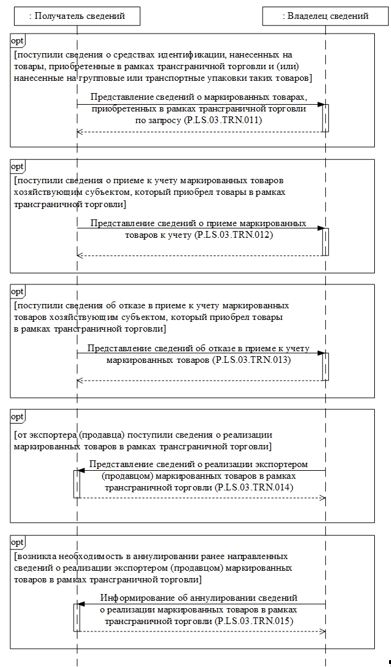 : Получатель сведений
: Владелец сведений
opt
[поступили сведения о средствах идентификации, нанесенных на
товары, приобретенные в рамках трансграничной торговли и (или)
нанесенные на групповые или транспортные упаковки таких товаров]
Представление сведений о маркированных товарах,
приобретенных в рамках трансграничной торговли
по запросу (P.LS.03.TRN.011)
opt
[поступили сведения о приеме к учету маркированных товаров
хозяйствующим субъектом, который приобрел товары в рамках
трансграничной торговли]
Представление сведений о приеме маркированных
товаров к учету (P.LS.03.TRN.012)
opt
[поступили сведения об отказе в приеме к учету маркированных
товаров хозяйствующим субъектом, который приобрел товары
в рамках трансграничной торговли]
Представление сведений об отказе в приеме к учету
маркированных товаров (P.LS.03.TRN.013)
opt
[от экспортера (продавца) поступили сведения о реализации
маркированных товаров в рамках трансграничной торговли]
Представление сведений о реализации экспортером
(продавцом) маркированных товаров в рамках
трансграничной торговли (P.LS.03.TRN.014)
opt
[возникла необходимость в аннулировании ранее направленных
сведений о реализации экспортером (продавцом) маркированных
товаров в рамках трансграничной торговли]
Информирование об аннулировании сведений
о реализации маркированных товаров в рамках
трансграничной торговли (P.LS.03.TRN.015)